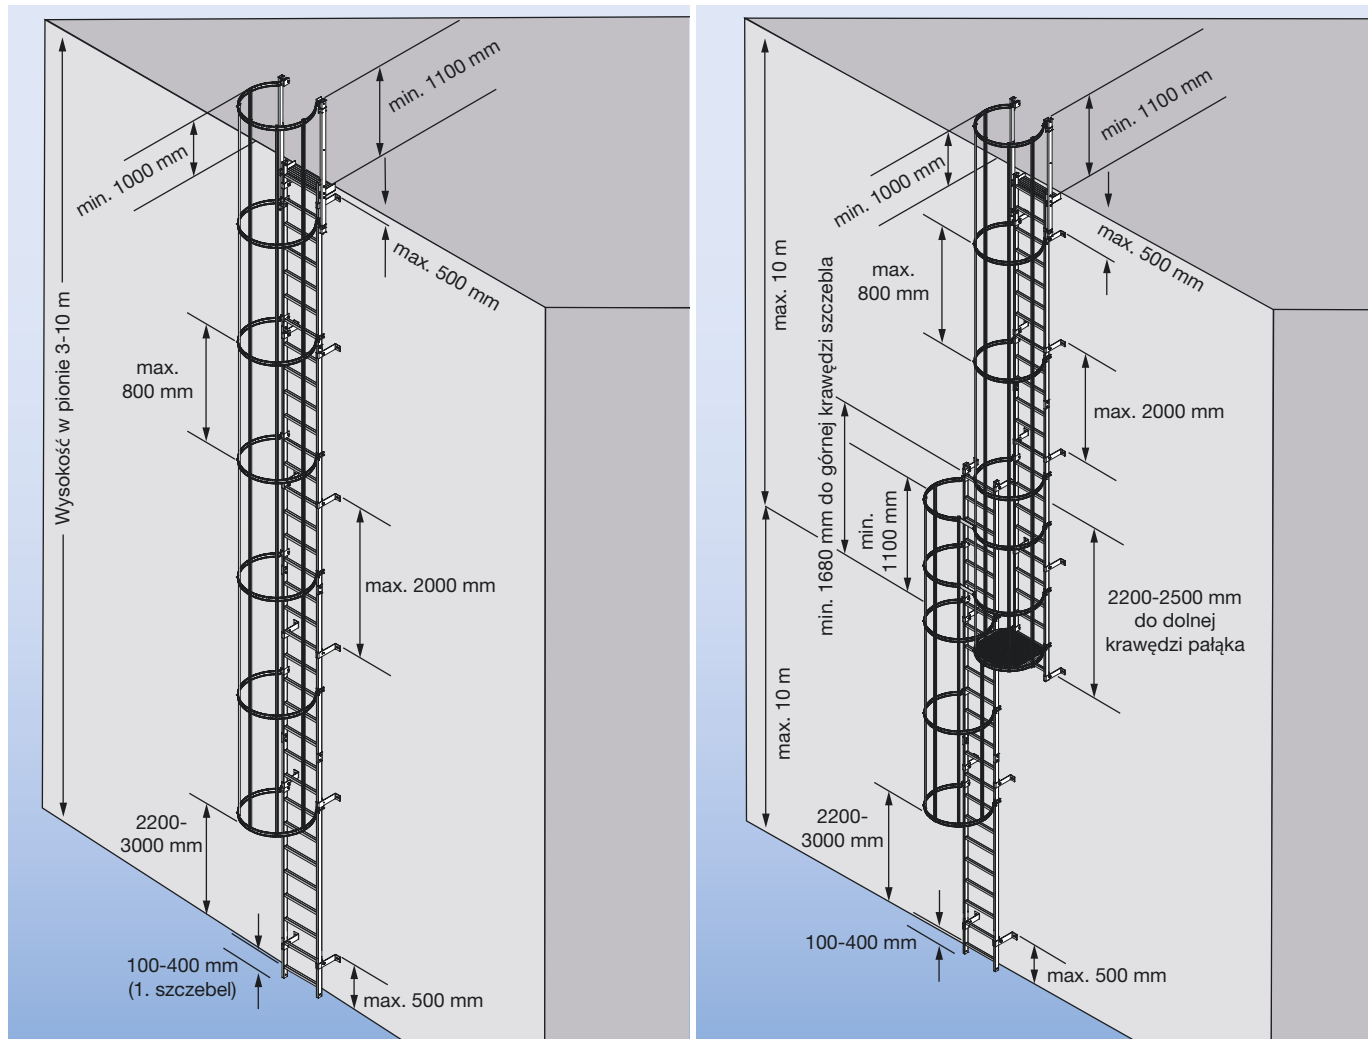 min. 1100 mm
min. 1000 mm
max. 500 mm
Wysokość w pionie 3-10 m
max.
800 mm
max. 2000 mm
2200-
3000 mm
100-400 mm
(1. szczebel)
max. 500 mm
min. 1100 mm
min. 1000 mm
max. 500 mm
max. 10 m
max.
800 mm
min. 1680 mm do górnej krawędzi szczebla
max. 2000 mm
min.
1100 mm
2200-2500 mm
do dolnej
krawędzi pałąka
max. 10 m
2200-
3000 mm
100-400 mm
max. 500 mm